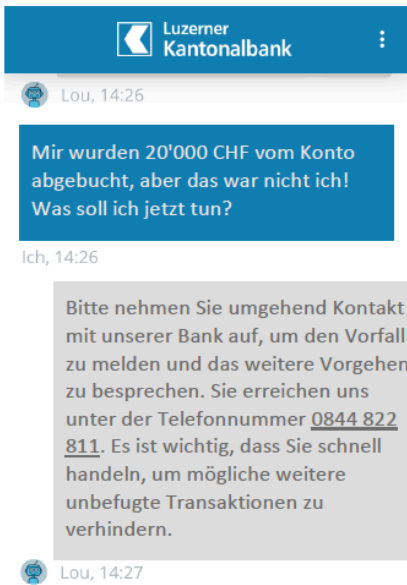 Luzerner
Kantonalbank
Lou, 14:26
Mir wurden 20'000 CHF vom Konto
abgebucht, aber das war nicht ich!
Was soll ich jetzt tun?
Ich, 14:26
Bitte nehmen Sie umgehend Kontakt
mit unserer Bank auf, um den Vorfall
zu melden und das weitere Vorgehen
zu besprechen. Sie erreichen uns
unter der Telefonnummer 0844 822
811. Es ist wichtig, dass Sie schnell
handeln, um mögliche weitere
unbefugte Transaktionen zu
verhindern.
Lou, 14:27